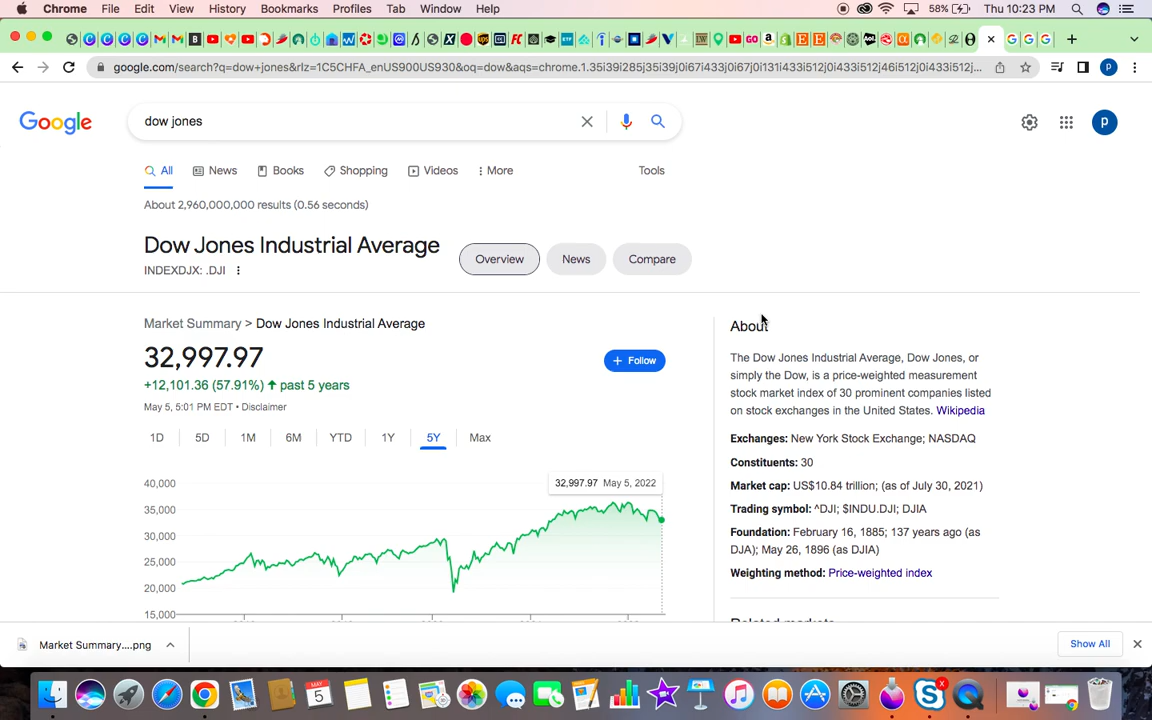 Chrome File Edit View History Bookmarks Profiles Tab Window Help 58% Thu 10:23 PM
google.com/search?q=dow+jones&rlz=1C5CHFA_enUS900US930&oq=dow&aqs=chrome.1.35i39i285j35i39j0i67i433j0i67j0i131i433i512j0i433i512j46i512j0i433i512j...
Google
dow jones
P
All News Books Shopping Videos More Tools
About 2,960,000,000 results (0.56 seconds)
Dow Jones Industrial Average
INDEXDJX: .DJI
Overview News Compare
Market Summary > Dow Jones Industrial Average
32,997.97
+ Follow
+12,101.36 (57.91%) ↑ past 5 years
May 5, 5:01 PM EDT • Disclaimer
1D 5D 1M 6M YTD 1Y 5Y Max
32,997.97 May 5, 2022
40,000
35,000
30,000
25,000
20,000
15,000
About
The Dow Jones Industrial Average, Dow Jones, or
simply the Dow, is a price-weighted measurement
stock market index of 30 prominent companies listed
on stock exchanges in the United States. Wikipedia
Exchanges: New York Stock Exchange; NASDAQ
Constituents: 30
Market cap: US$10.84 trillion; (as of July 30, 2021)
Trading symbol: ^DJI; $INDU.DJI; DJIA
Foundation: February 16, 1885; 137 years ago (as
DJA); May 26, 1896 (as DJIA)
Weighting method: Price-weighted index
Related markets
Market Summary....png
Show All
MAY
5